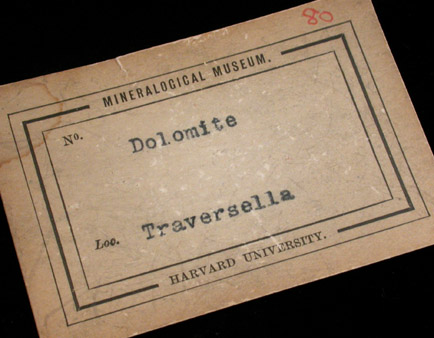 80
MINERALOGICAL MUSEUM.
No.
Dolomite
Loc. Traversella
HARVARD UNIVERSITY.